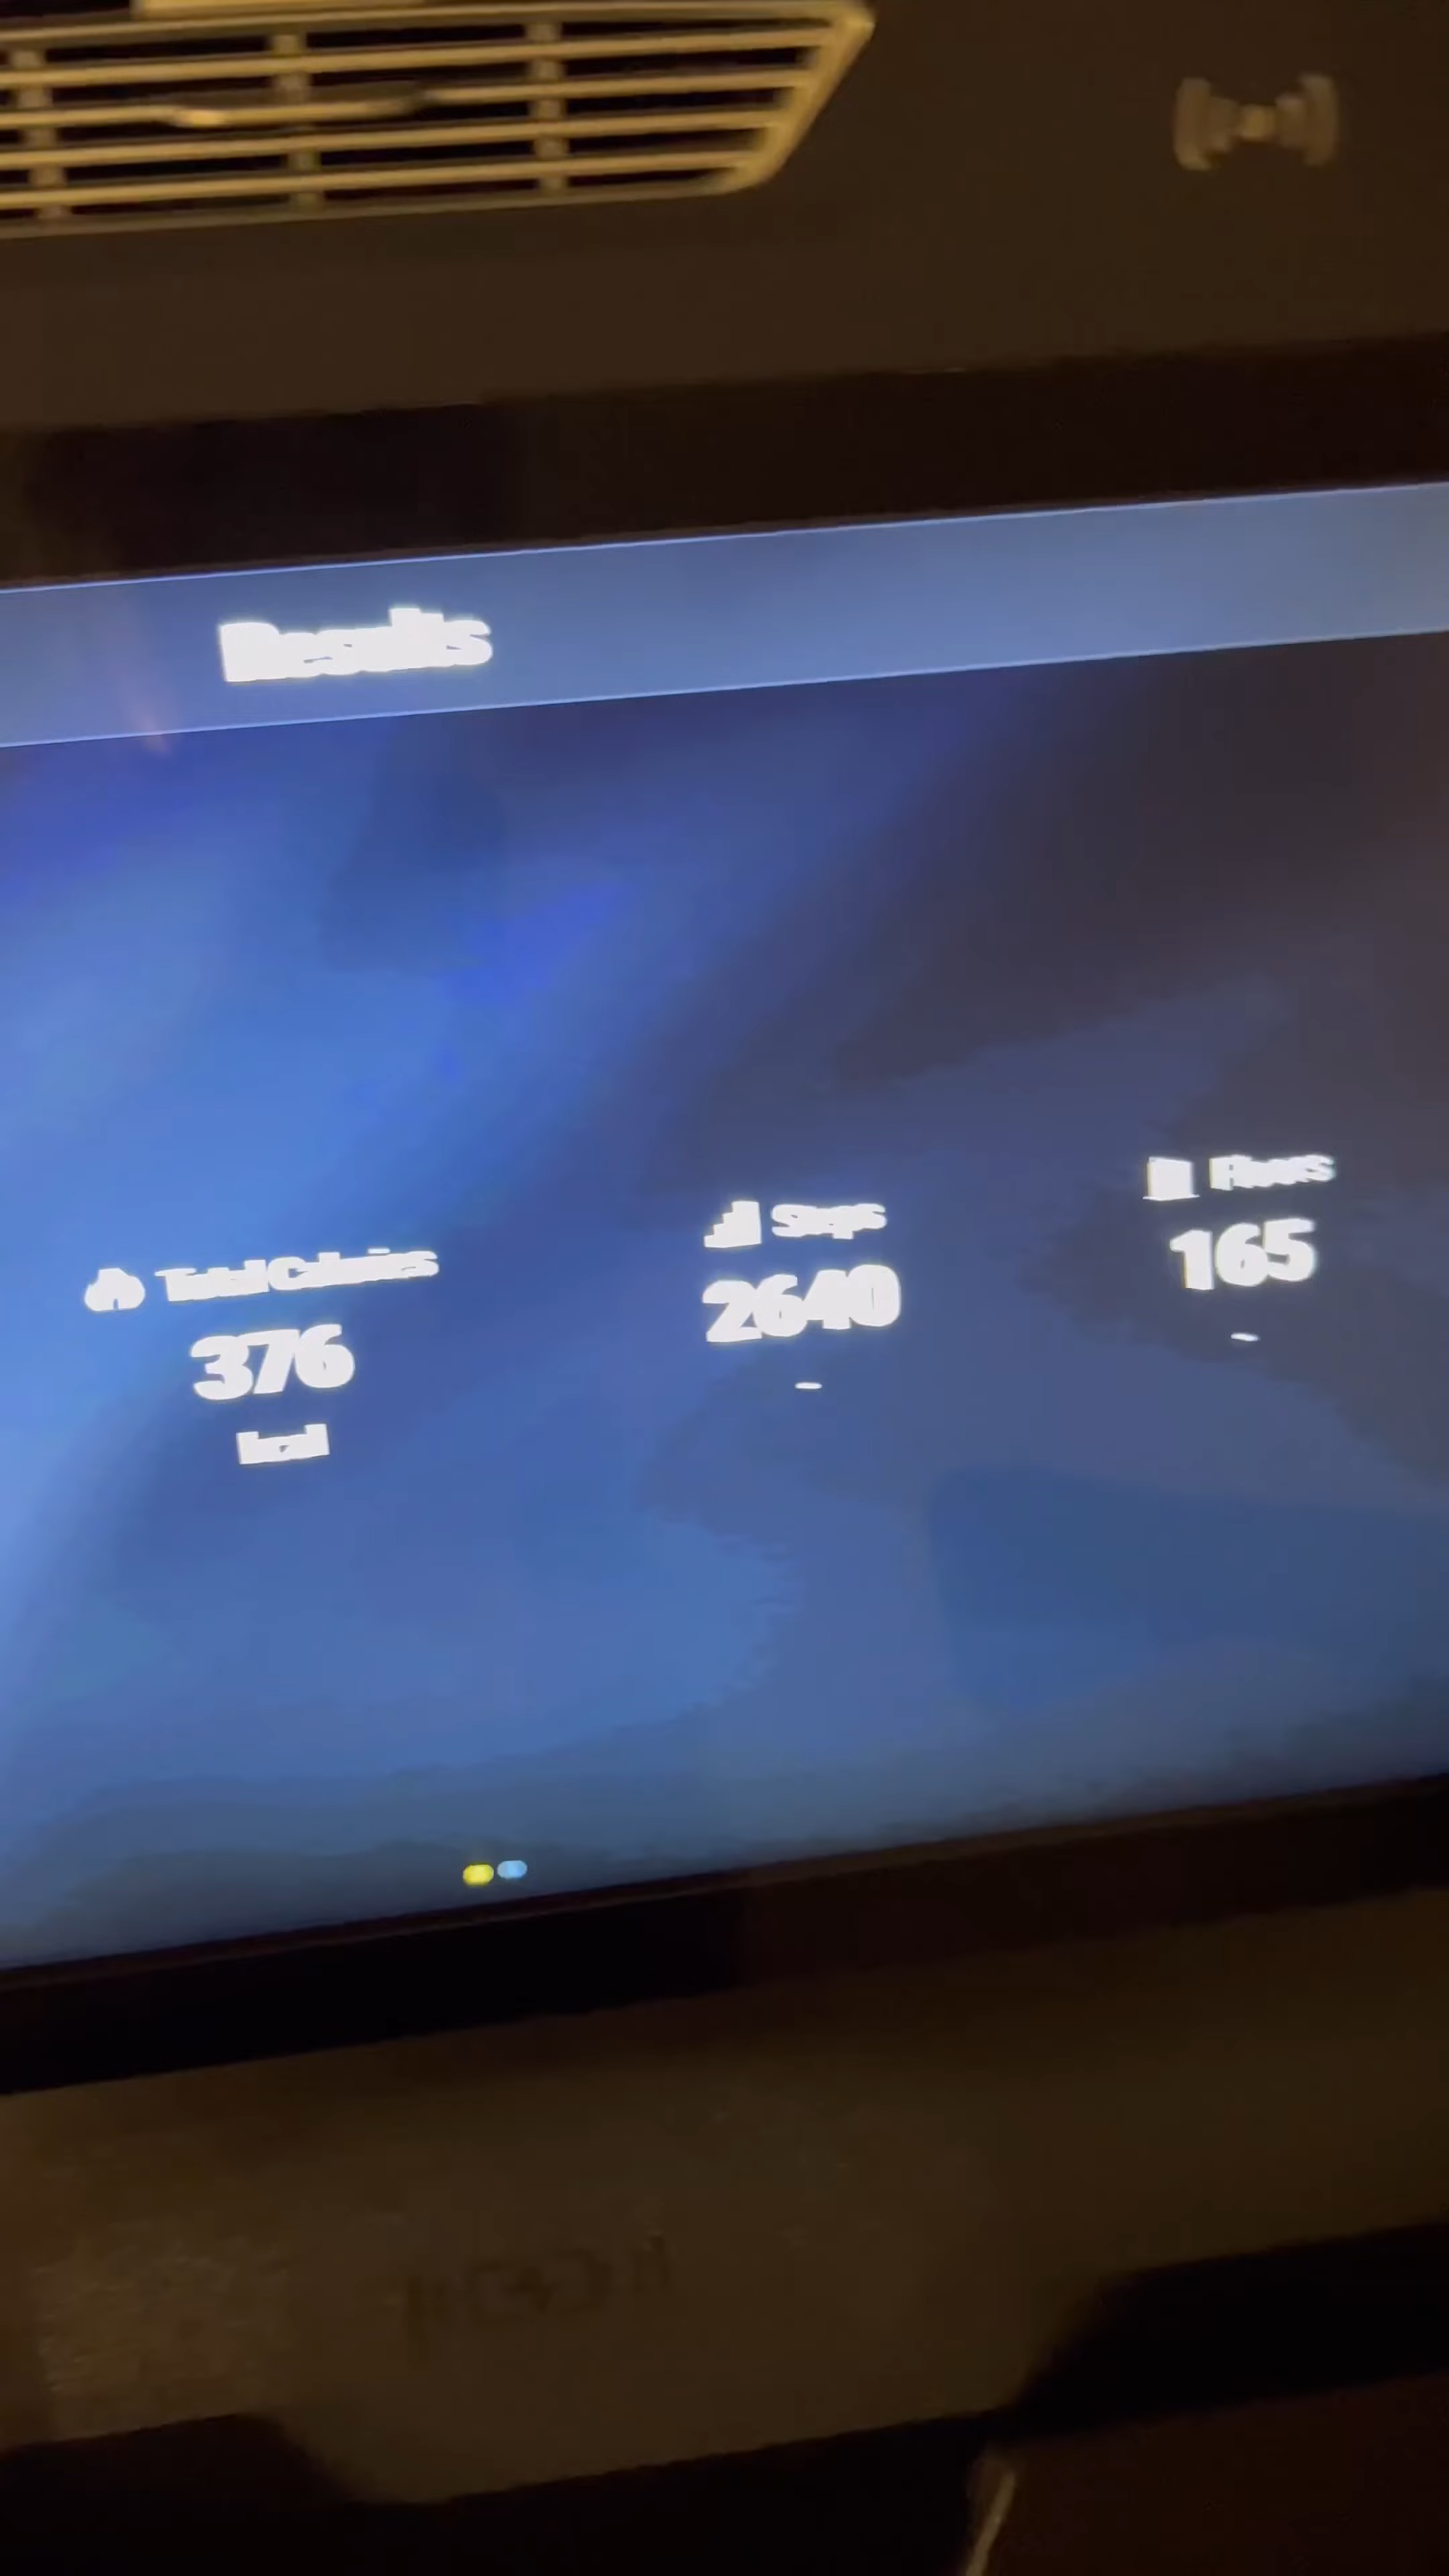 Results
Total Calories
376
kcal
Steps
2640
-
Floors
165
-